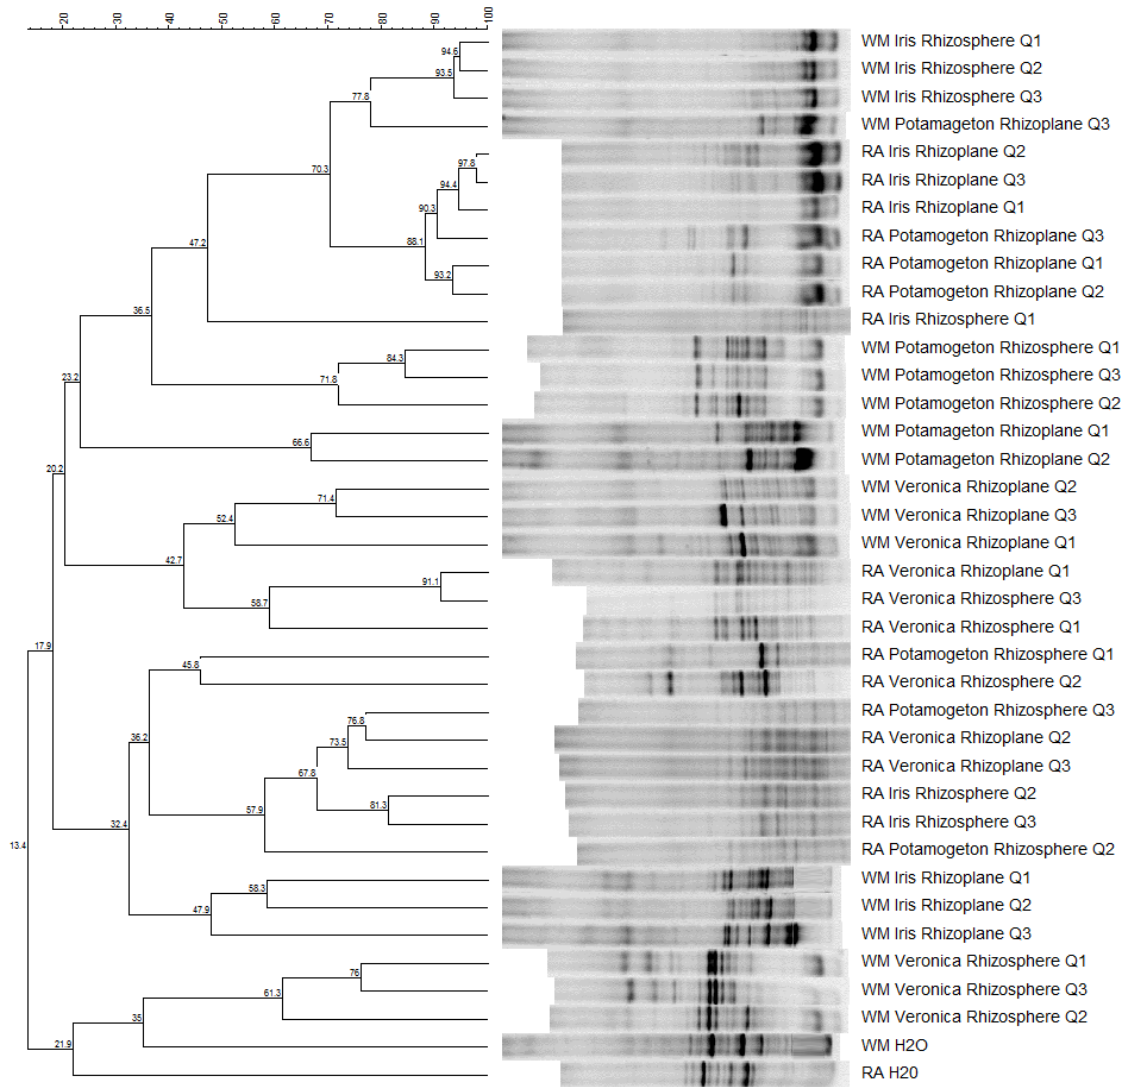 20 30 40 50 60 70 80 90 100
WM Iris Rhizosphere Q1
94.6
WM Iris Rhizosphere Q2
93.5
WM Iris Rhizosphere Q3
77.8
WM Potamageton Rhizoplane Q3
RA Iris Rhizoplane Q2
97.8
70.3
RA Iris Rhizoplane Q3
94.4
RA Iris Rhizoplane Q1
90.3
RA Potamogeton Rhizoplane Q3
88.1
47.2
RA Potamogeton Rhizoplane Q1
93.2
RA Potamogeton Rhizoplane Q2
36.5
RA Iris Rhizosphere Q1
WM Potamogeton Rhizosphere Q1
84.3
23.2
71.8
WM Potamogeton Rhizosphere Q3
WM Potamogeton Rhizosphere Q2
WM Potamageton Rhizoplane Q1
66.6
WM Potamageton Rhizoplane Q2
20.2
WM Veronica Rhizoplane Q2
71.4
WM Veronica Rhizoplane Q3
52.4
WM Veronica Rhizoplane Q1
42.7
RA Veronica Rhizoplane Q1
91.1
RA Veronica Rhizosphere Q3
58.7
RA Veronica Rhizosphere Q1
17.9
RA Potamogeton Rhizosphere Q1
45.8
RA Veronica Rhizosphere Q2
RA Potamogeton Rhizosphere Q3
76.8
36.2
73.5
RA Veronica Rhizoplane Q2
RA Veronica Rhizoplane Q3
67.8
RA Iris Rhizosphere Q2
81.3
57.9
32.4
RA Iris Rhizosphere Q3
13.4
RA Potamogeton Rhizosphere Q2
WM Iris Rhizoplane Q1
58.3
WM Iris Rhizoplane Q2
47.9
WM Iris Rhizoplane Q3
WM Veronica Rhizosphere Q1
76
WM Veronica Rhizosphere Q3
61.3
WM Veronica Rhizosphere Q2
35
WM H2O
21.9
RA H20